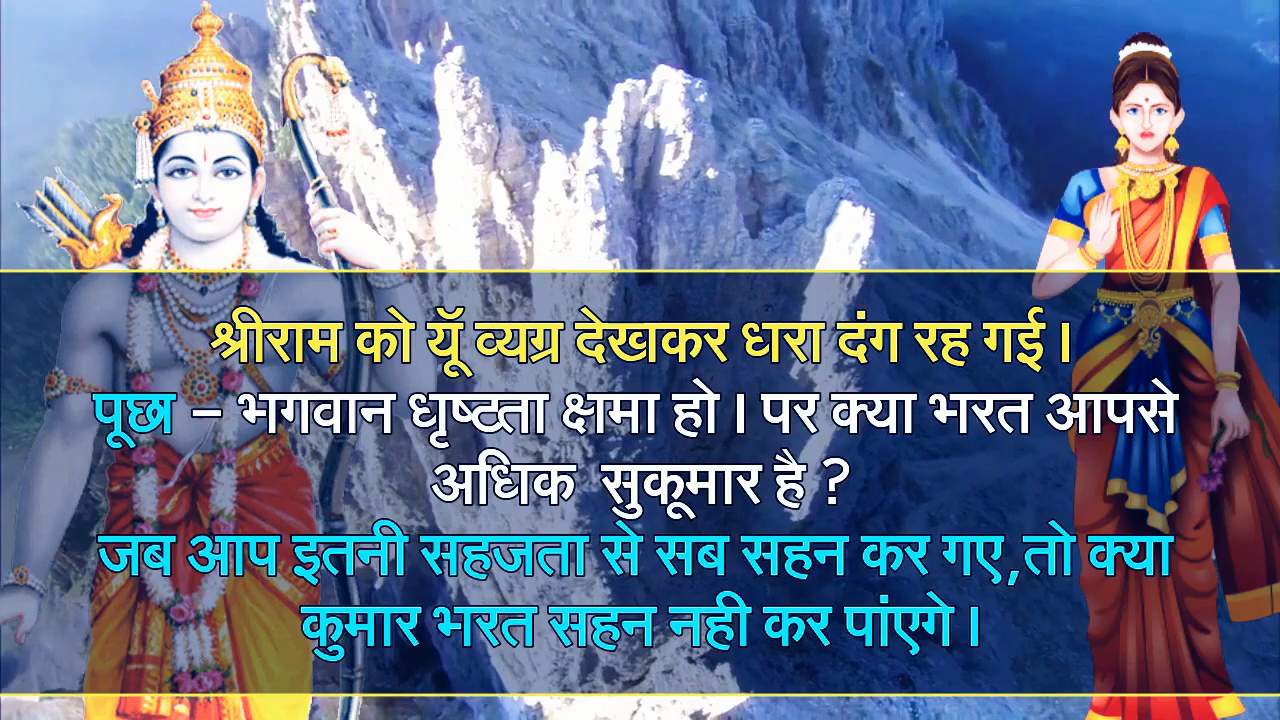 श्रीराम को यूॅ व्यग्र देखकर धरा दंग रह गई।
पूछा – भगवान धृष्टता क्षमा हो। पर क्या भरत आपसे
अधिक सुकूमार है ?
जब आप इतनी सहजता से सब सहन कर गए,तो क्या
कुमार भरत सहन नही कर पांएगे।